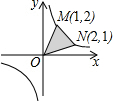 y
M(1,2)
N(2,1)
O
x